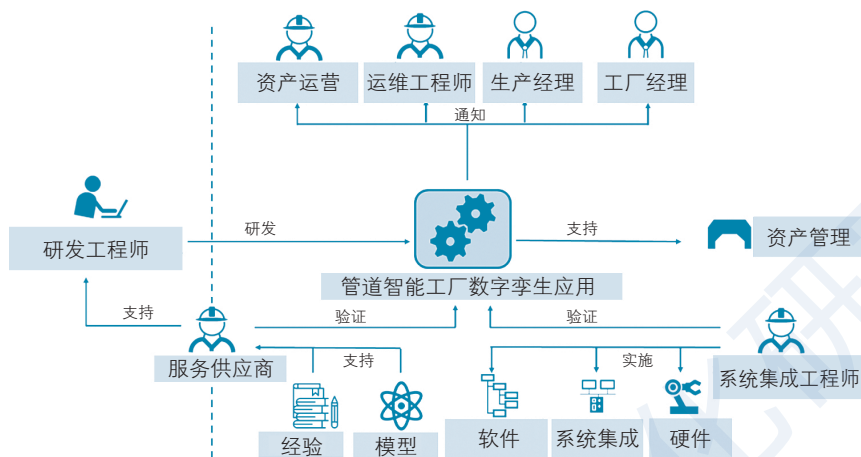 资产运营
运维工程师
生产经理
工厂经理
通知
研发工程师
研发
支持
资产管理
管道智能工厂数字孪生应用
支持
验证
验证
服务供应商
支持
实施
系统集成工程师
经验
模型
软件
系统集成
硬件